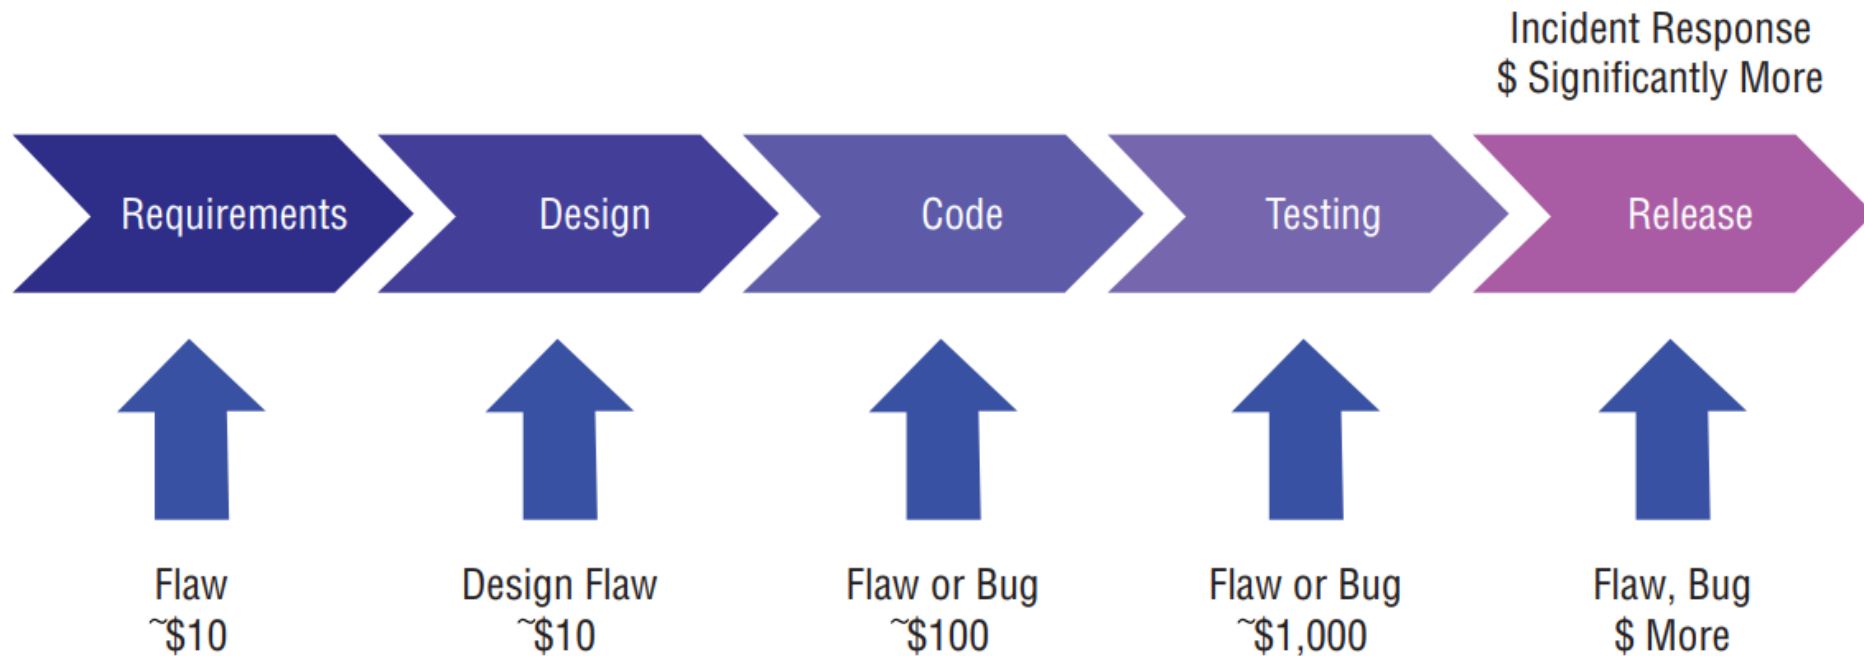 Incident Response
$ Significantly More
Requirements
Design
Code
Testing
Release
Flaw
~$10
Design Flaw
~$10
Flaw or Bug
~$100
Flaw or Bug
~$1,000
Flaw, Bug
$ More